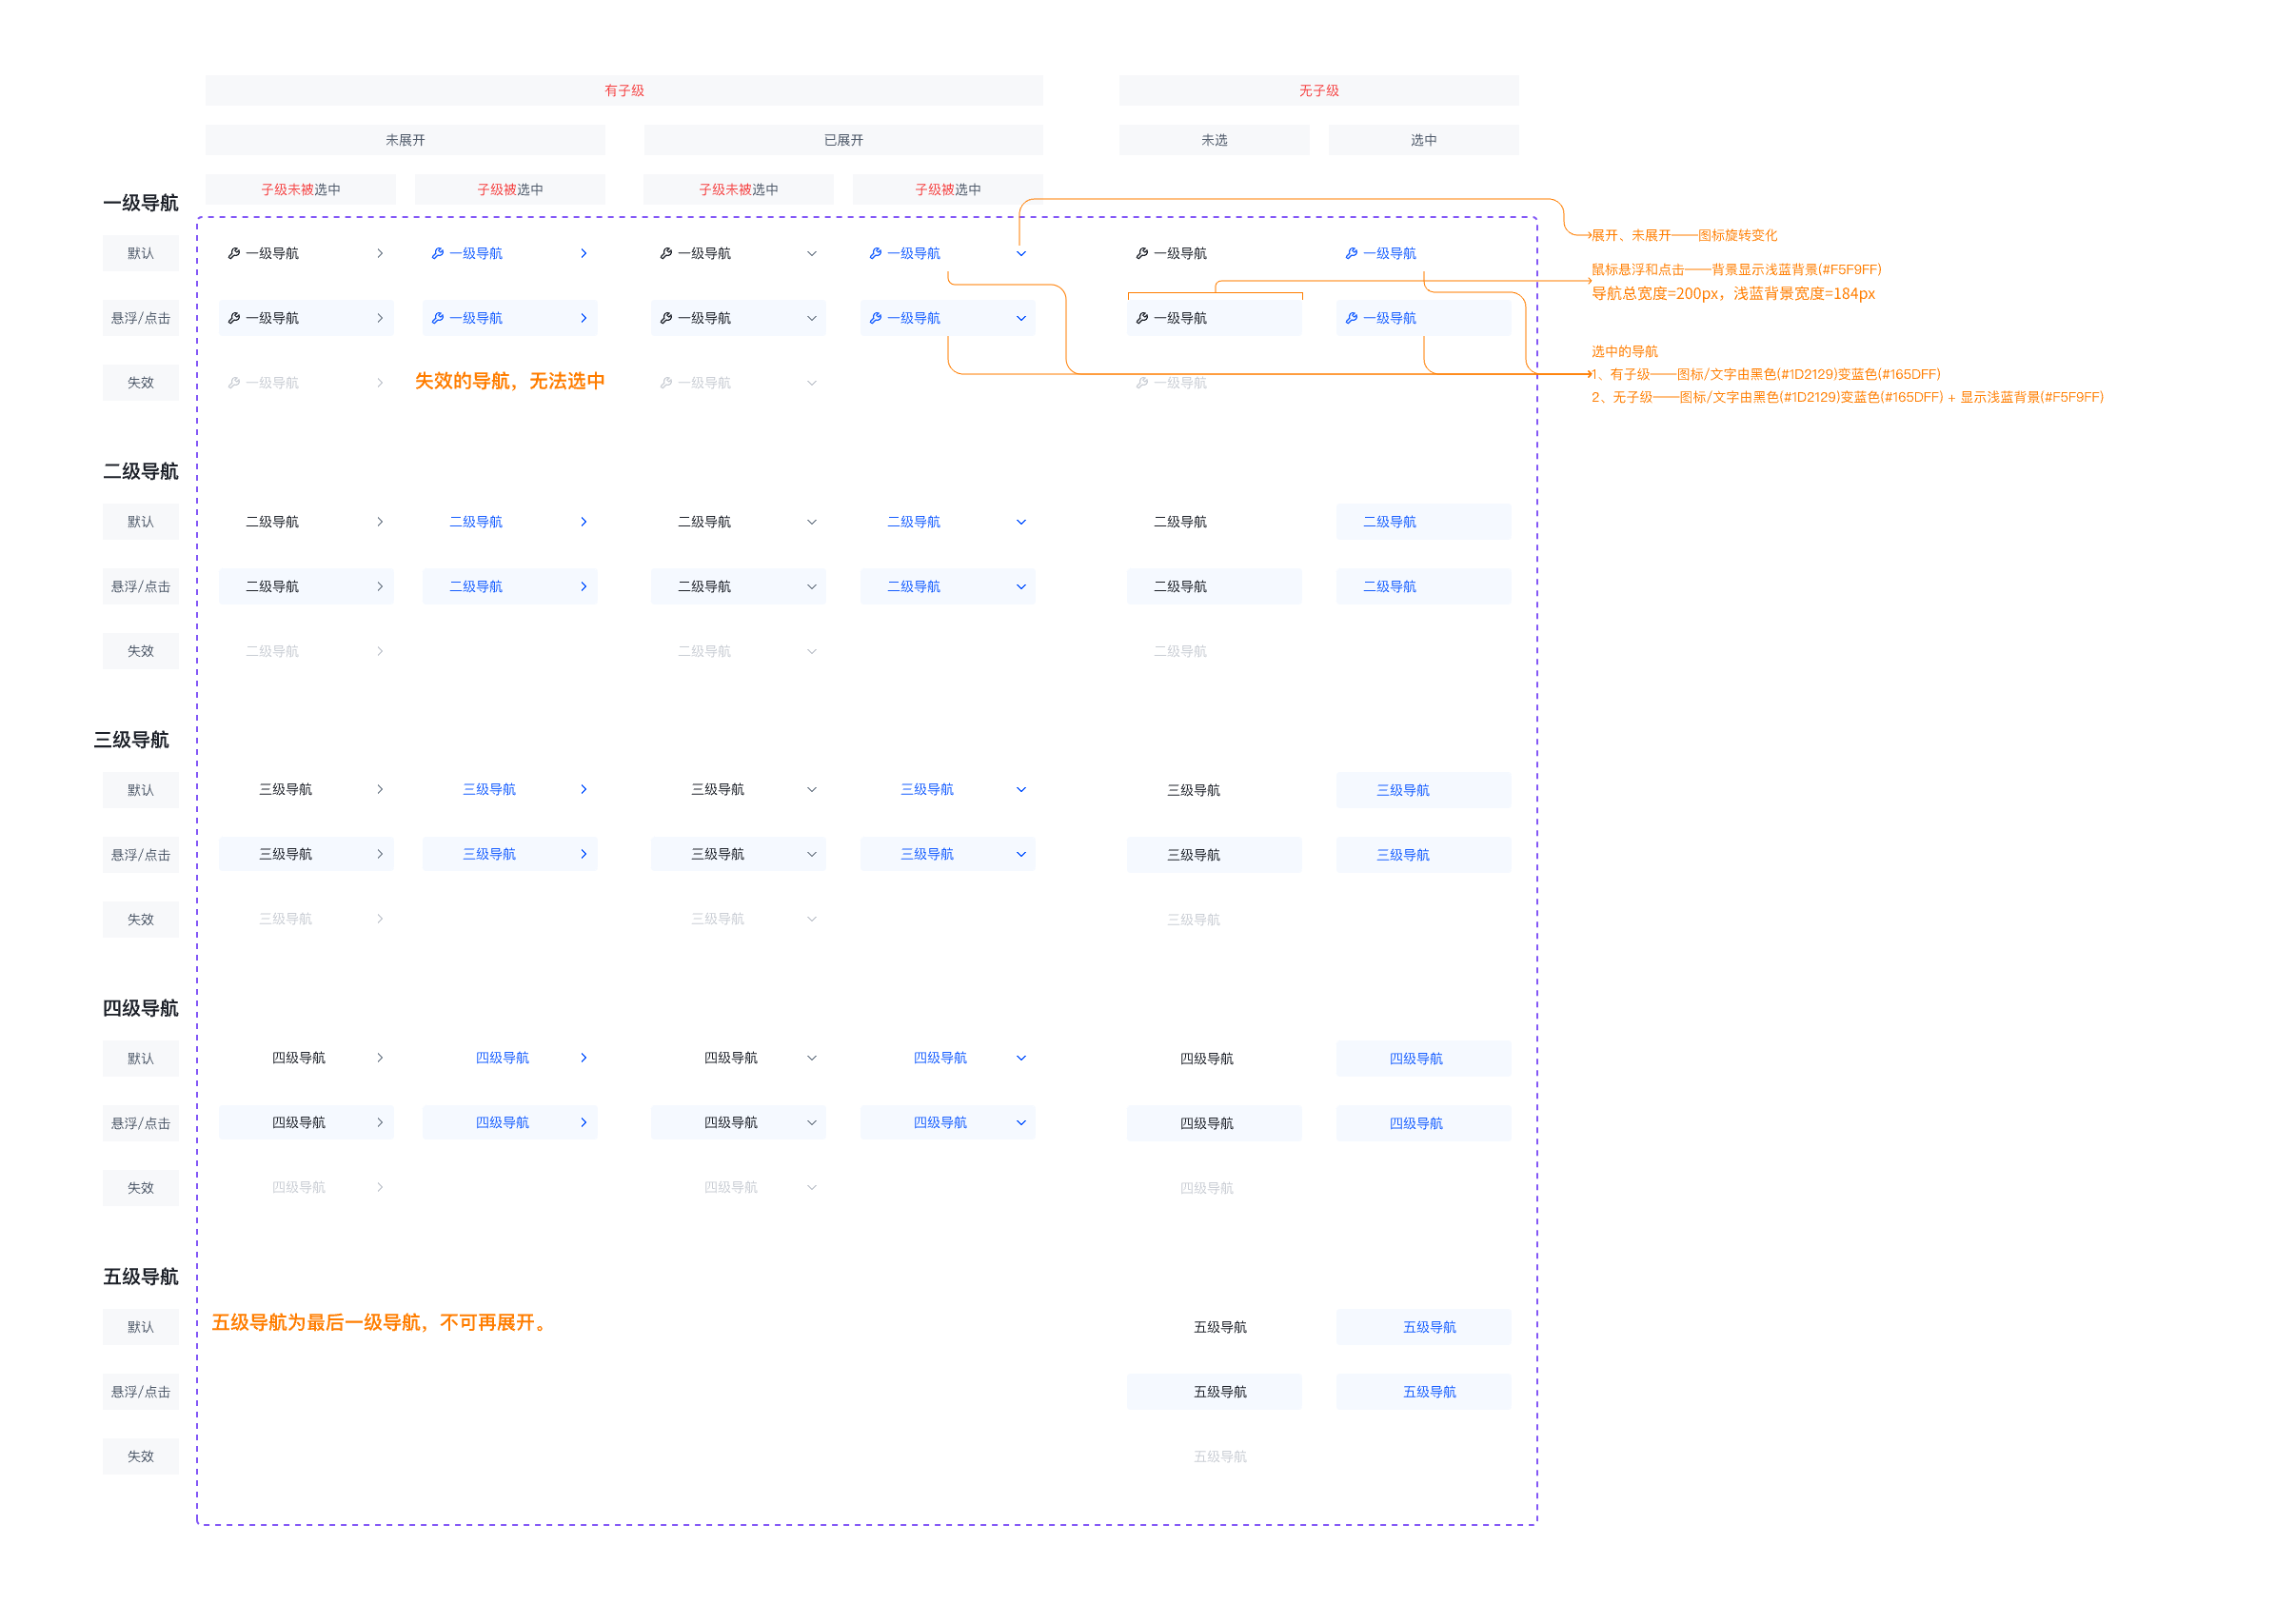 有子级
无子级
未展开
已展开
未选
选中
子级未被选中
子级被选中
子级未被选中
子级被选中
一级导航
默认
一级导航
一级导航
一级导航
一级导航
一级导航
一级导航
展开、未展开——图标旋转变化
鼠标悬浮和点击——背景显示浅蓝背景(#F5F9FF)
导航总宽度=200px，浅蓝背景宽度=184px
悬浮/点击
一级导航
一级导航
一级导航
一级导航
一级导航
一级导航
选中的导航
1、有子级——图标/文字由黑色(#1D2129)变蓝色(#165DFF)
2、无子级——图标/文字由黑色(#1D2129)变蓝色(#165DFF) + 显示浅蓝背景(#F5F9FF)
失效
一级导航
失效的导航，无法选中
一级导航
一级导航
二级导航
默认
二级导航
二级导航
二级导航
二级导航
二级导航
二级导航
悬浮/点击
二级导航
二级导航
二级导航
二级导航
二级导航
二级导航
失效
二级导航
二级导航
二级导航
三级导航
默认
三级导航
三级导航
三级导航
三级导航
三级导航
三级导航
悬浮/点击
三级导航
三级导航
三级导航
三级导航
三级导航
三级导航
失效
三级导航
三级导航
三级导航
四级导航
默认
四级导航
四级导航
四级导航
四级导航
四级导航
四级导航
悬浮/点击
四级导航
四级导航
四级导航
四级导航
四级导航
四级导航
失效
四级导航
四级导航
四级导航
五级导航
默认
五级导航为最后一级导航，不可再展开。
五级导航
五级导航
悬浮/点击
五级导航
五级导航
失效
五级导航